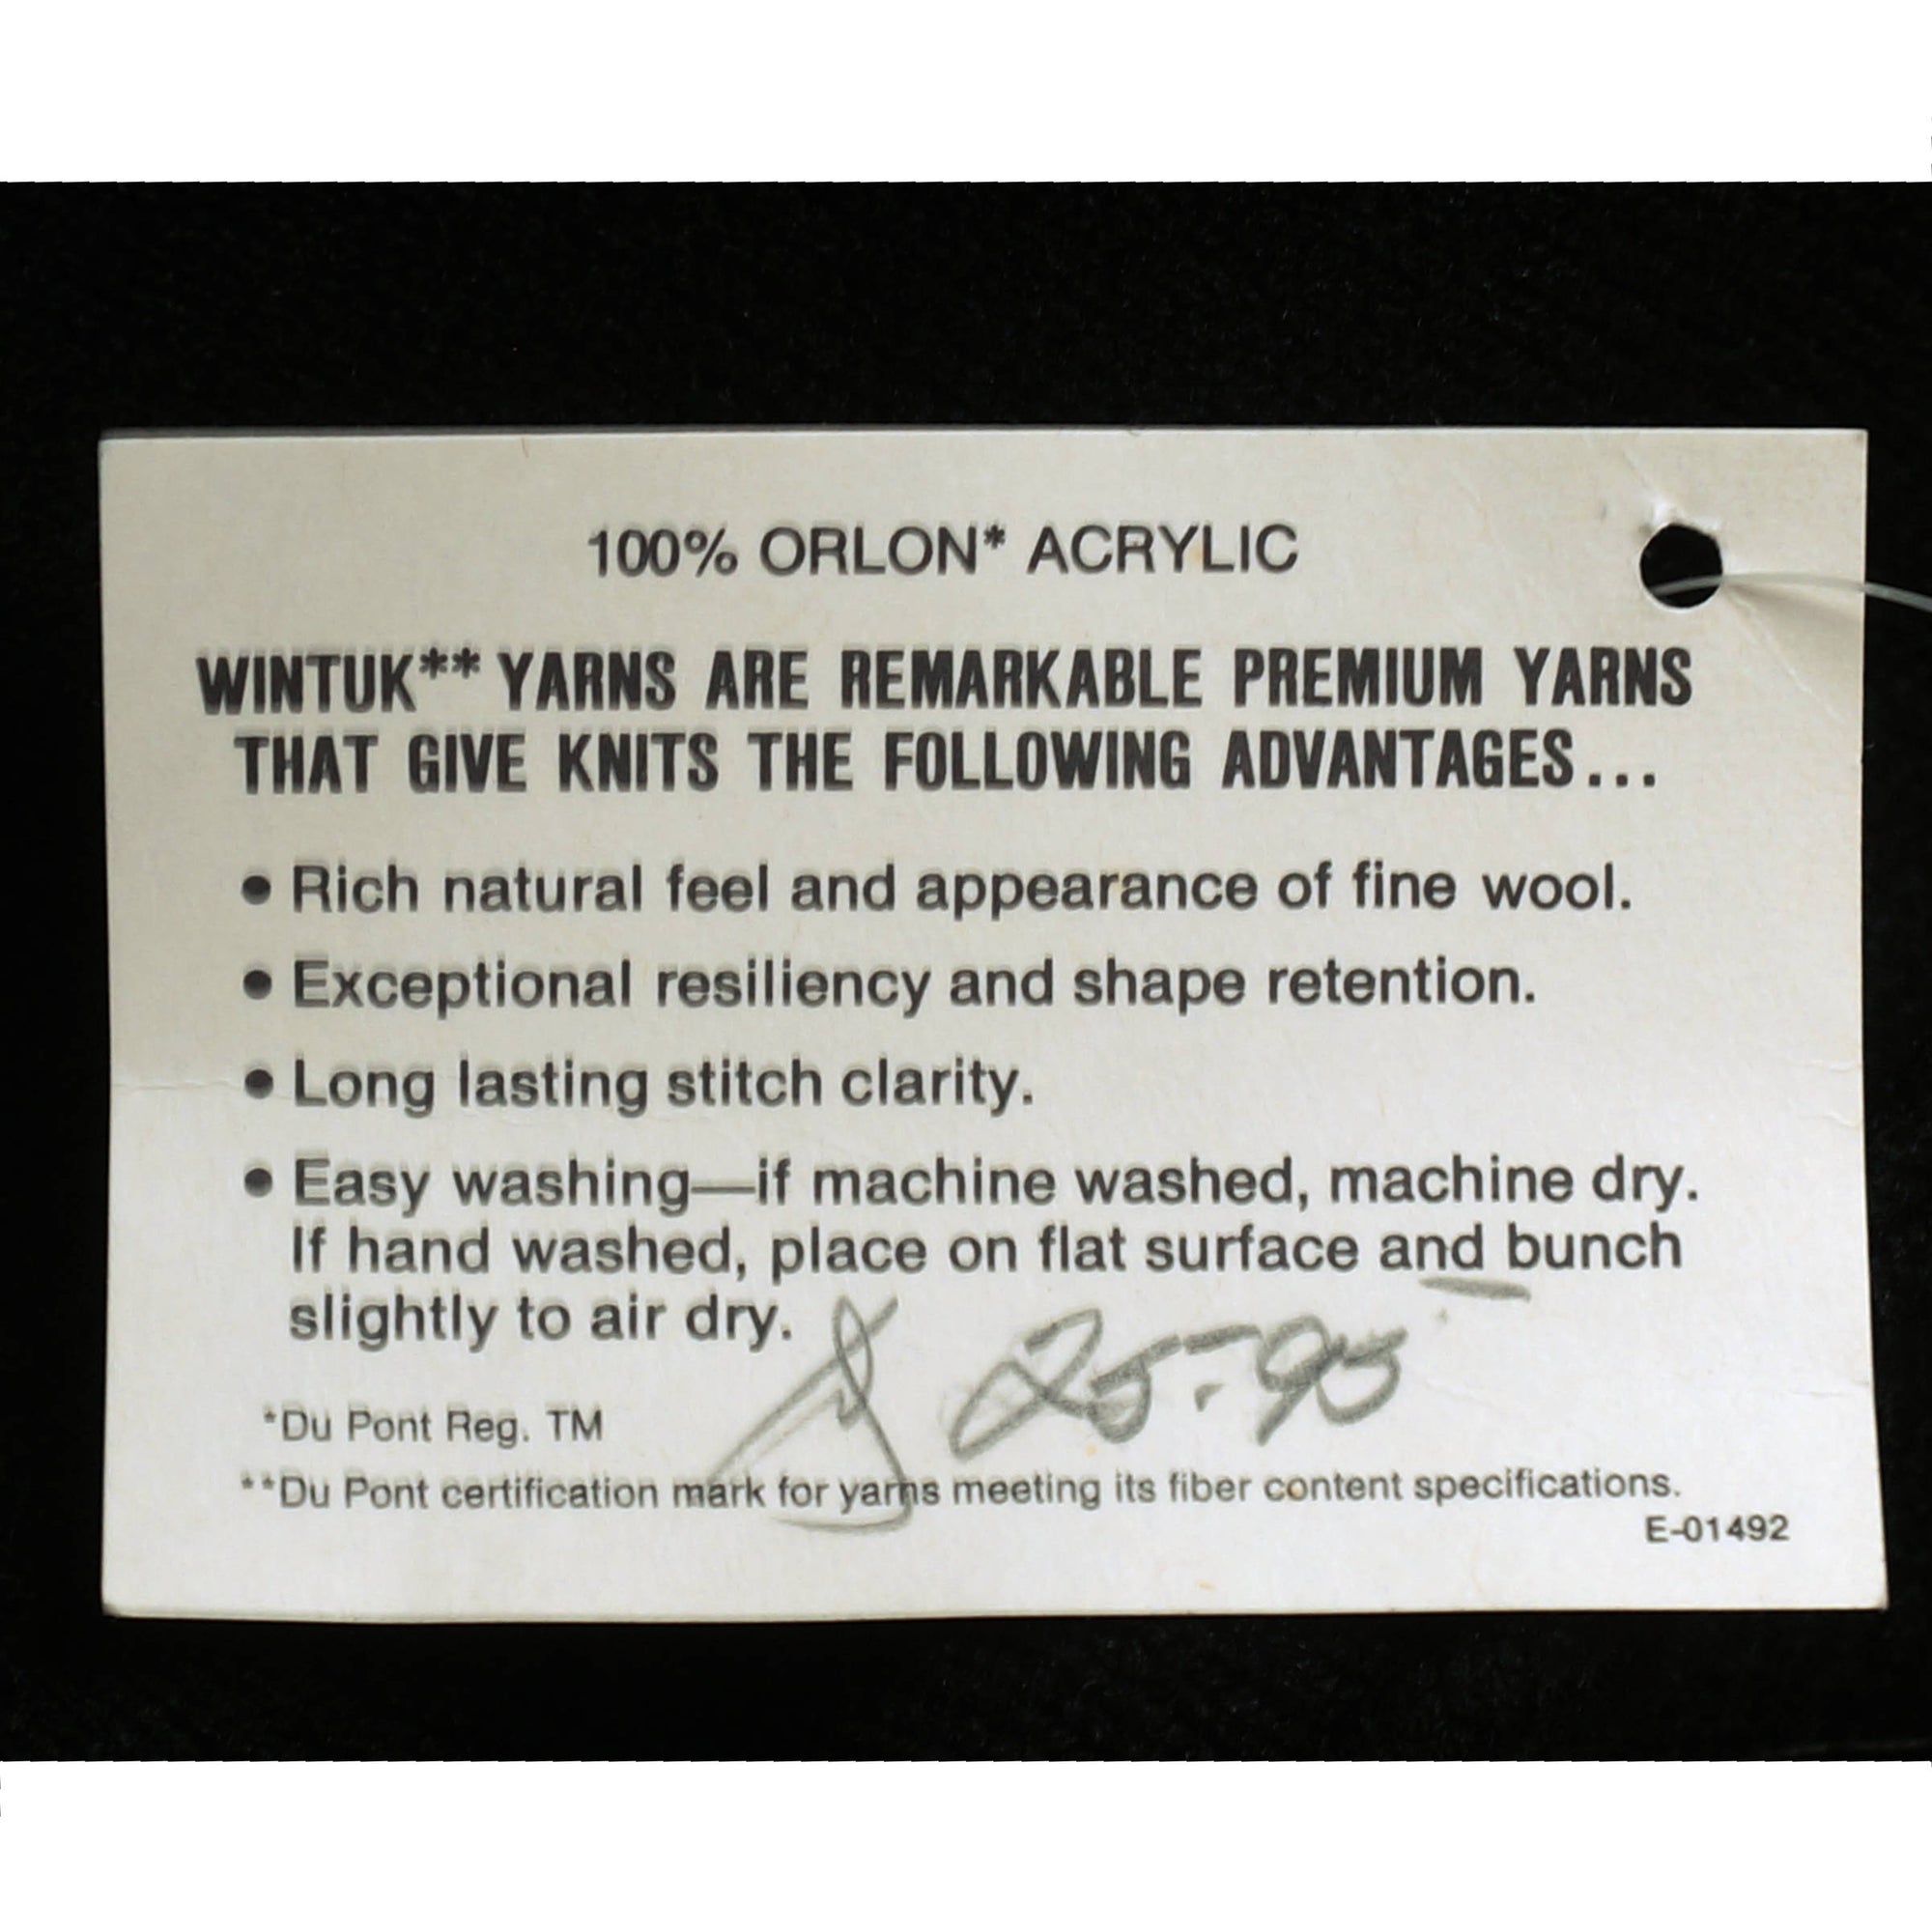 100% ORLON* ACRYLIC
WINTUK** YARNS ARE REMARKABLE PREMIUM YARNS
THAT GIVE KNITS THE FOLLOWING ADVANTAGES...
• Rich natural feel and appearance of fine wool.
• Exceptional resiliency and shape retention.
• Long lasting stitch clarity.
• Easy washing—if machine washed, machine dry.
If hand washed, place on flat surface and bunch
slightly to air dry.
$ 25.95
*Du Pont Reg. TM
**Du Pont certification mark for yarns meeting its fiber content specifications.
E-01492